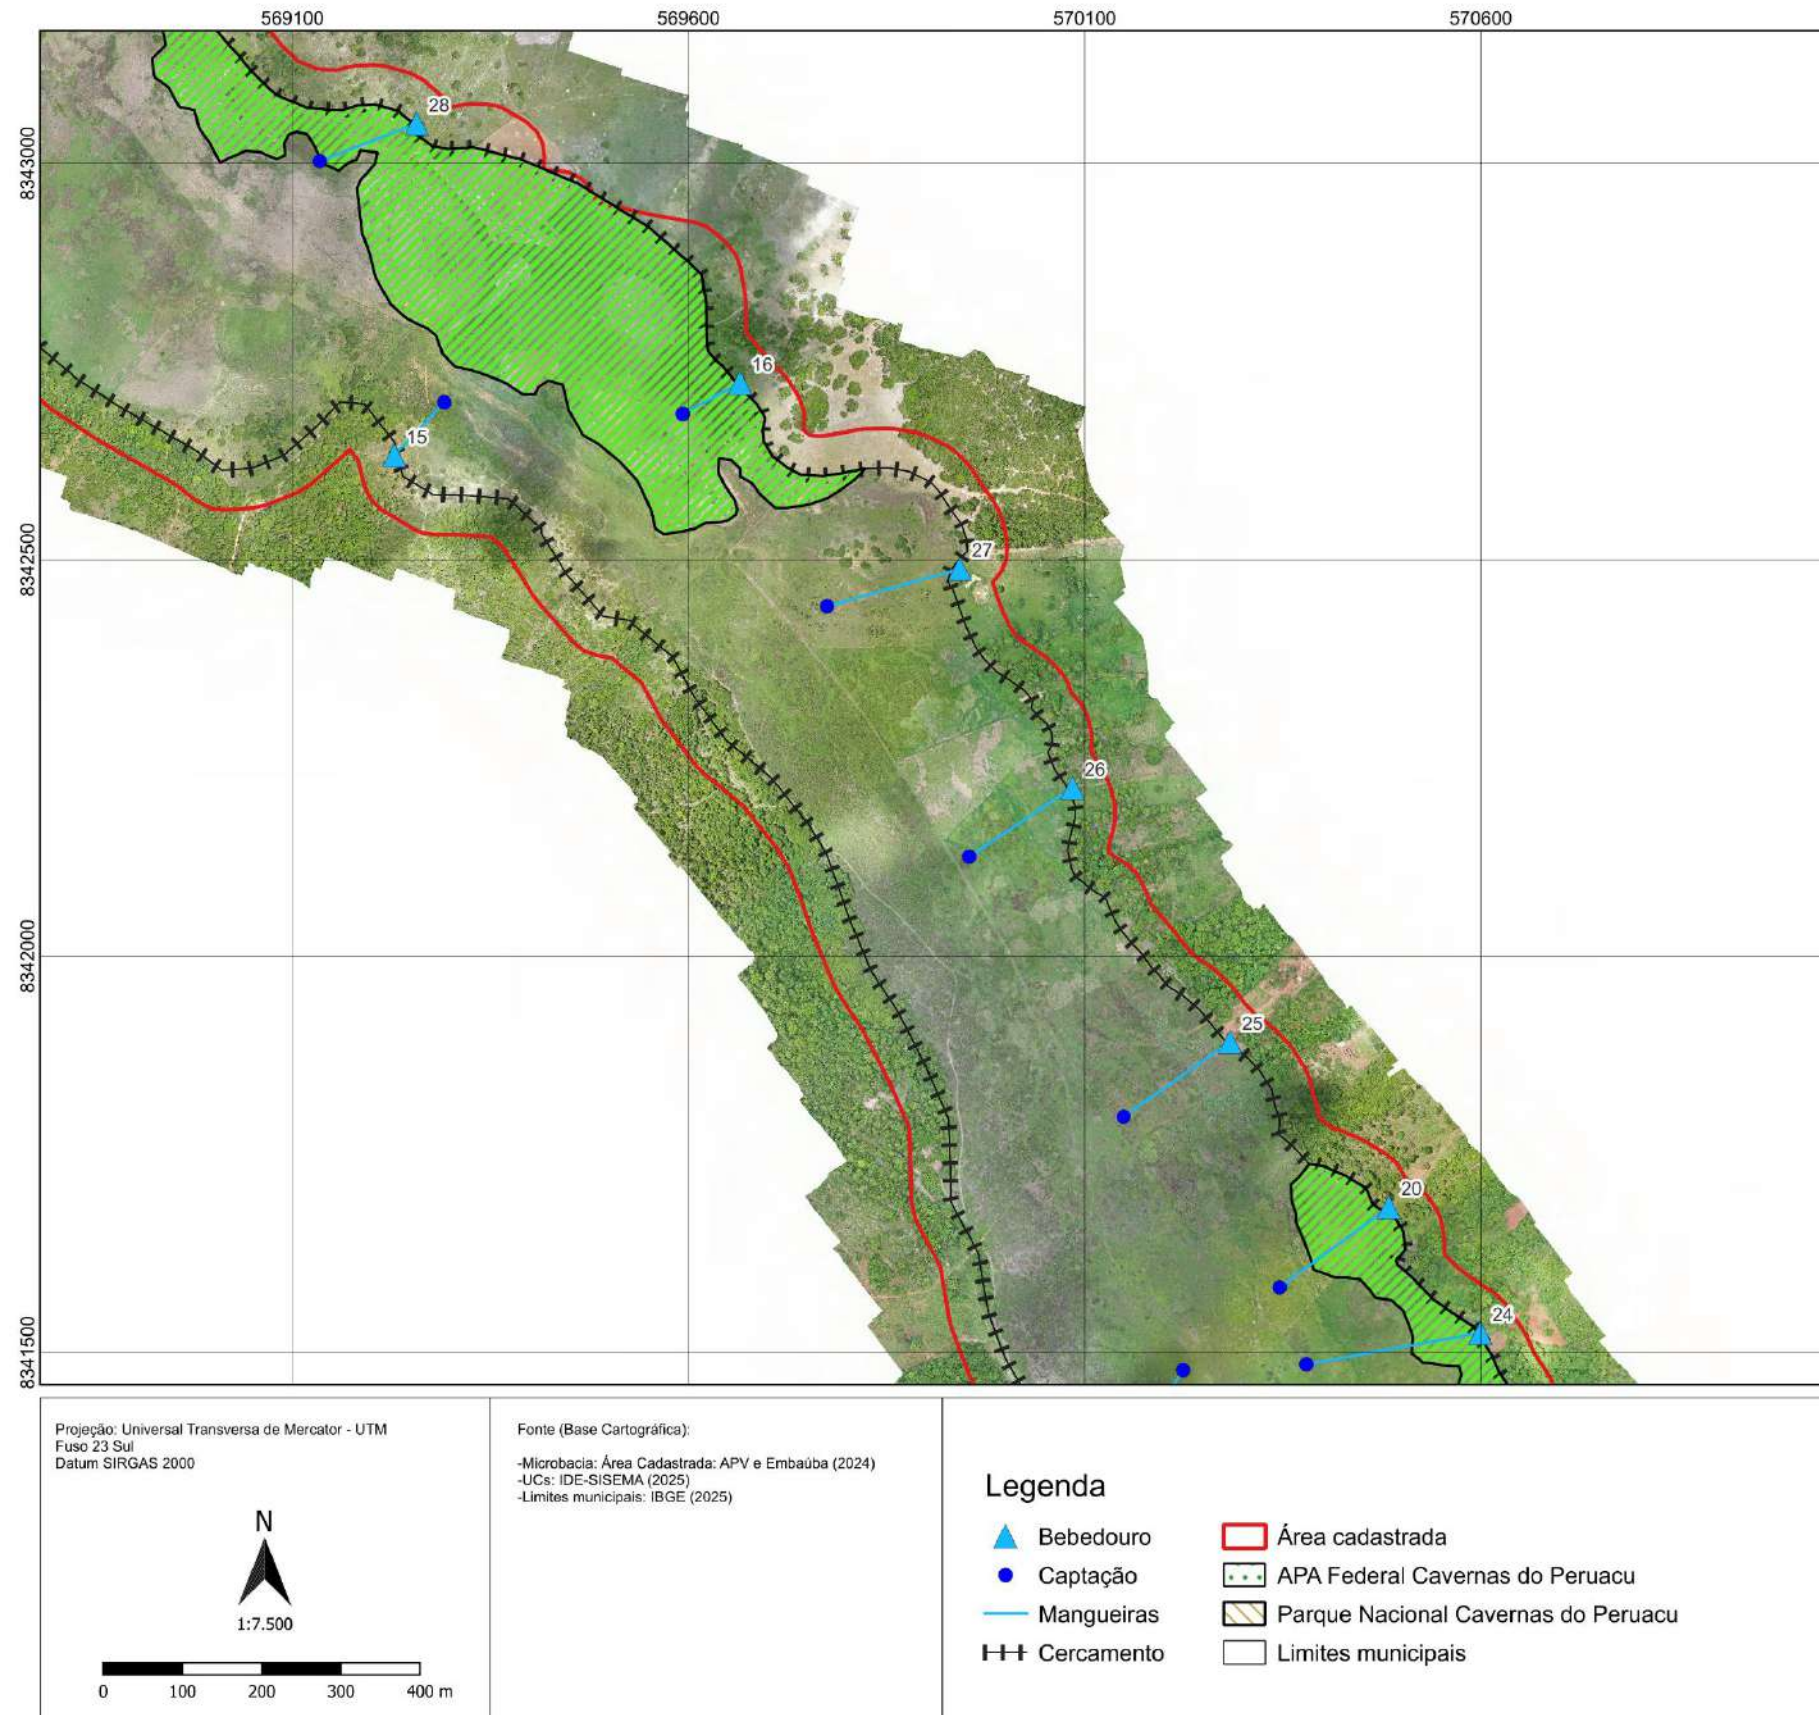 569100 569600 570100 570600
8343000
28
16
15
8342500
27
26
8342000
25
20
24
8341500
Projeção: Universal Transversa de Mercator - UTM
Fuso 23 Sul
Datum SIRGAS 2000
N
1:7.500
0 100 200 300 400 m
Fonte (Base Cartográfica):
-Microbacia: Área Cadastrada: APV e Embaúba (2024)
-UCs: IDE-SISEMA (2025)
-Limites municipais: IBGE (2025)
Legenda
Bebedouro
Captação
Mangueiras
Cercamento
Área cadastrada
APA Federal Cavernas do Peruacu
Parque Nacional Cavernas do Peruacu
Limites municipais